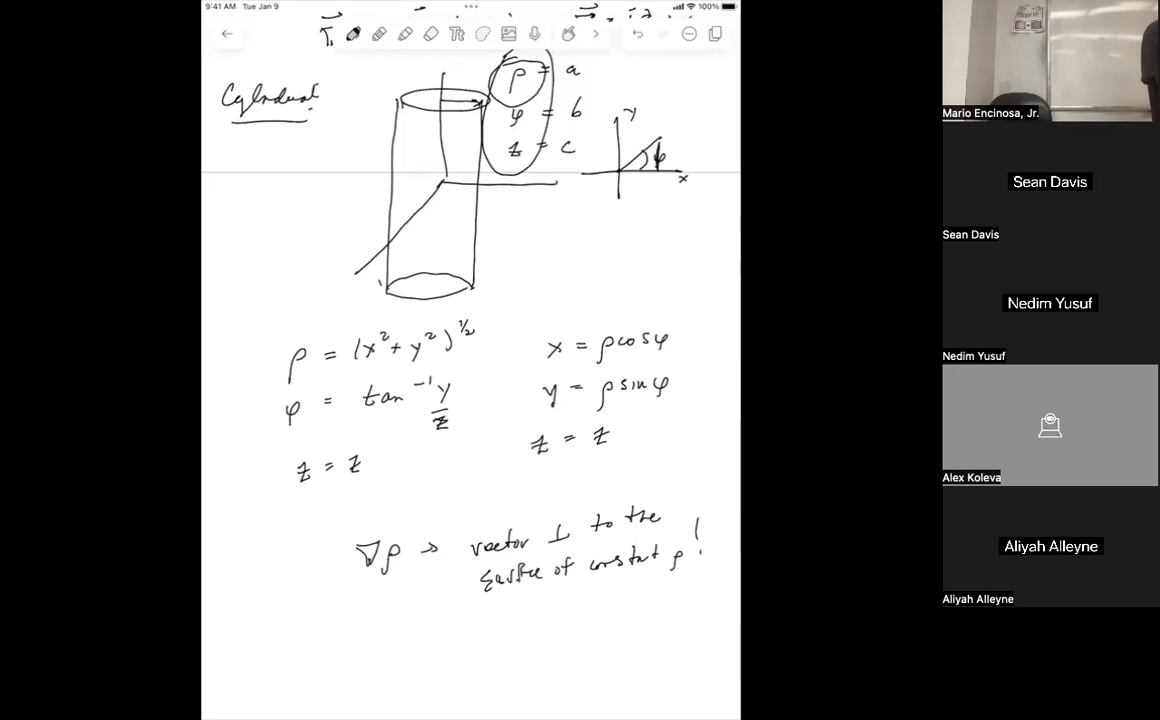 9:41 AM Tue Jan 9
100%
Cylindrical
ρ = a
φ = b
z = c
y
φ
x
ρ = (x² + y²)^½
φ = tan⁻¹ y/z
z = z
x = ρ cos φ
y = ρ sin φ
z = z
∇ρ → vector ⊥ to the
surface of constant ρ !
Mario Encinosa, Jr.
Sean Davis
Sean Davis
Nedim Yusuf
Nedim Yusuf
Alex Koleva
Aliyah Alleyne
Aliyah Alleyne